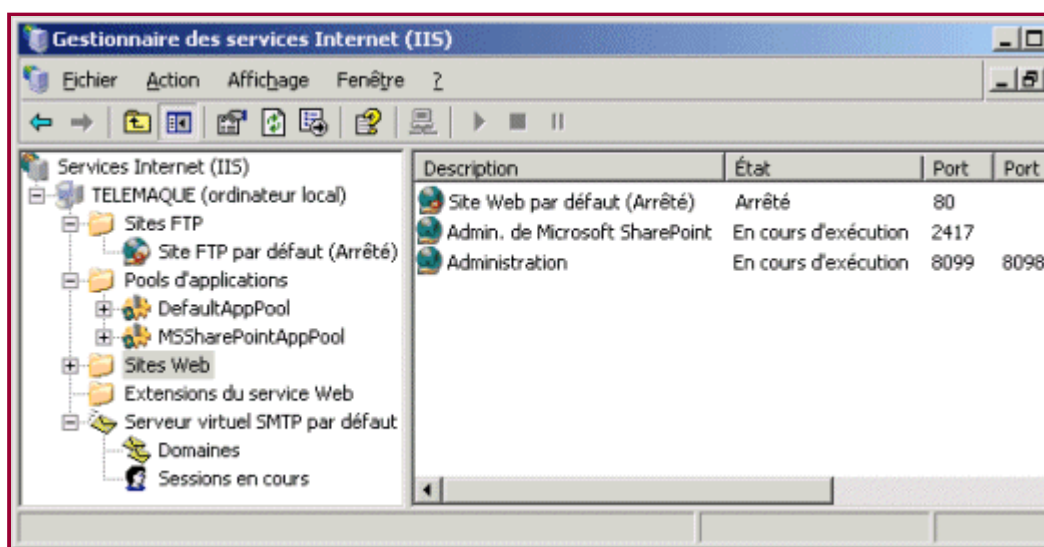 Gestionnaire des services Internet (IIS)
Fichier Action Affichage Fenêtre ?
Services Internet (IIS)
TELEMAQUE (ordinateur local)
Sites FTP
Site FTP par défaut (Arrêté)
Pools d'applications
DefaultAppPool
MSSharePointAppPool
Sites Web
Extensions du service Web
Serveur virtuel SMTP par défaut
Domaines
Sessions en cours
Description État Port Port
Site Web par défaut (Arrêté) Arrêté 80
Admin. de Microsoft SharePoint En cours d'exécution 2417
Administration En cours d'exécution 8099 8098